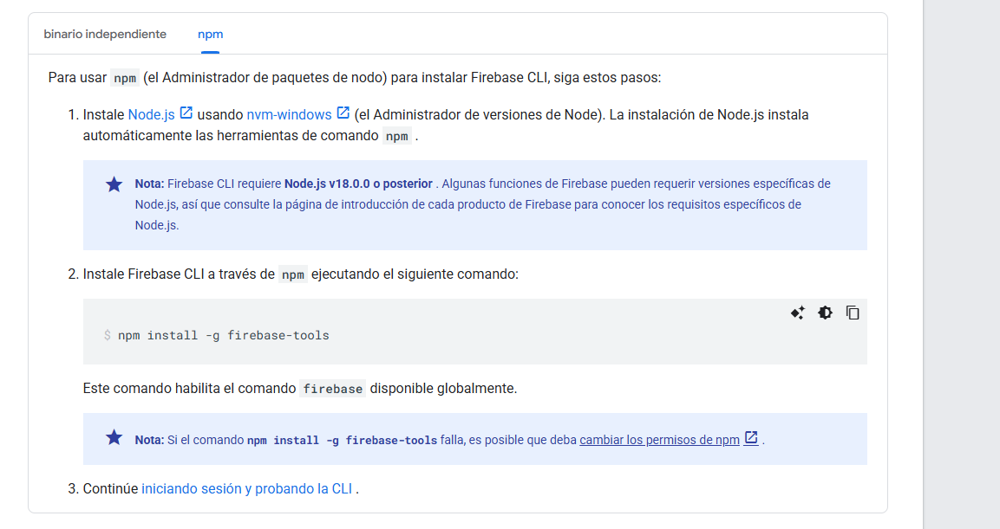 binario independiente npm
Para usar npm (el Administrador de paquetes de nodo) para instalar Firebase CLI, siga estos pasos:
1. Instale Node.js usando nvm-windows (el Administrador de versiones de Node). La instalación de Node.js instala
automáticamente las herramientas de comando npm .
Nota: Firebase CLI requiere Node.js v18.0.0 o posterior . Algunas funciones de Firebase pueden requerir versiones específicas de
Node.js, así que consulte la página de introducción de cada producto de Firebase para conocer los requisitos específicos de
Node.js.
2. Instale Firebase CLI a través de npm ejecutando el siguiente comando:
$ npm install -g firebase-tools
Este comando habilita el comando firebase disponible globalmente.
Nota: Si el comando npm install -g firebase-tools falla, es posible que deba cambiar los permisos de npm .
3. Continúe iniciando sesión y probando la CLI .